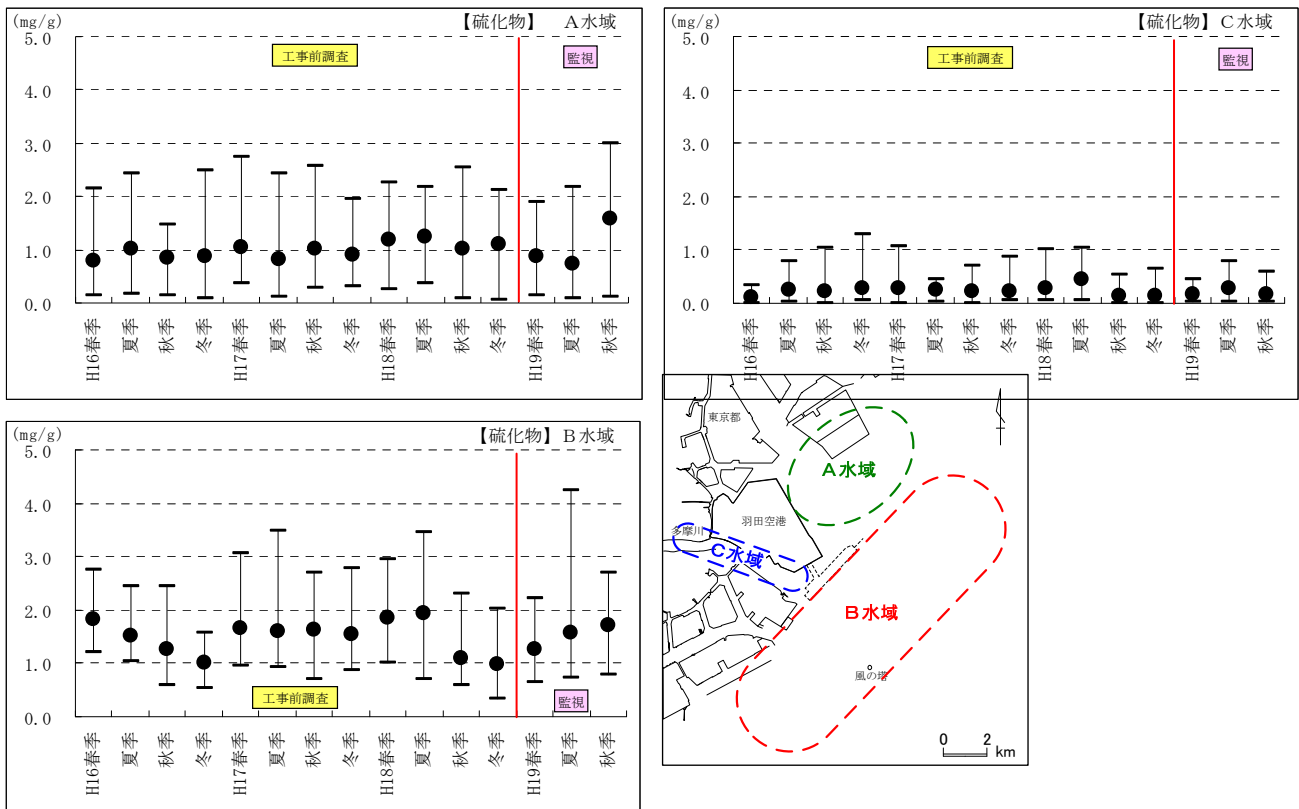 (mg/g) 【硫化物】 A水域
5.0
工事前調査 監視
4.0
3.0
2.0
1.0
0.0
H16春季 夏季 秋季 冬季 H17春季 夏季 秋季 冬季 H18春季 夏季 秋季 冬季 H19春季 夏季 秋季
(mg/g) 【硫化物】C水域
5.0
工事前調査 監視
4.0
3.0
2.0
1.0
0.0
H16春季 夏季 秋季 冬季 H17春季 夏季 秋季 冬季 H18春季 夏季 秋季 冬季 H19春季 夏季 秋季
(mg/g) 【硫化物】B水域
5.0
4.0
3.0
2.0
1.0
工事前調査 監視
0.0
H16春季 夏季 秋季 冬季 H17春季 夏季 秋季 冬季 H18春季 夏季 秋季 冬季 H19春季 夏季 秋季
東京都
A水域
羽田空港
多摩川
C水域
B水域
風の塔
0 2
km